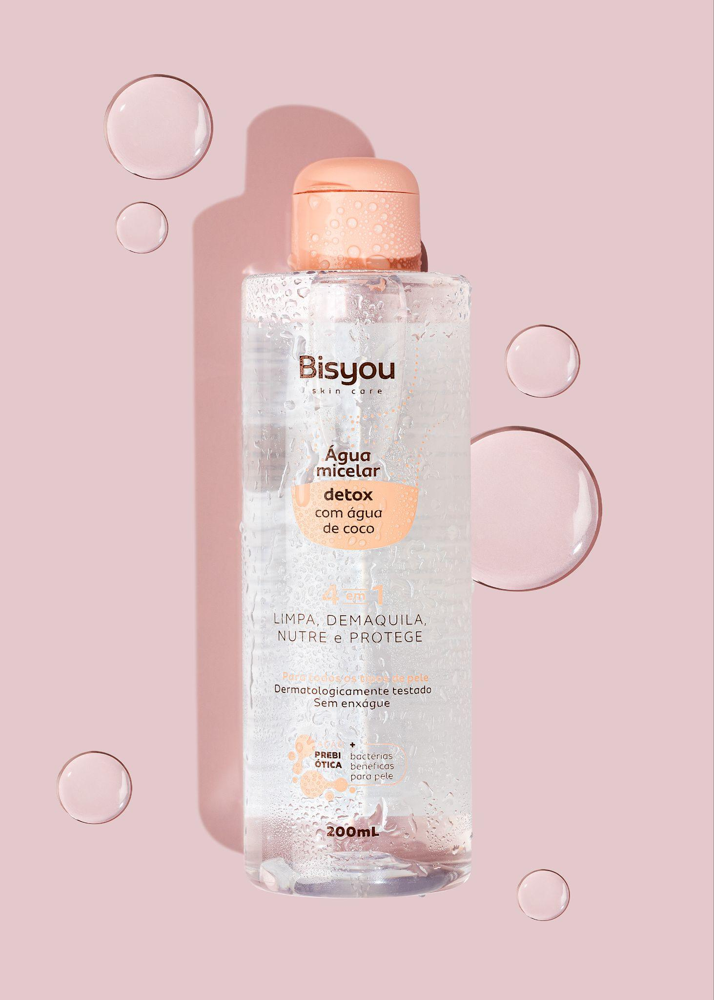 Bisyou
skin care
Água
micelar
detox
com água
de coco
4 em 1
LIMPA, DEMAQUILA,
NUTRE e PROTEGE
Para todos os tipos de pele
Dermatologicamente testado
Sem enxágue
AÇÃO
PREBI
ÓTICA
+
bactérias
benéficas
para pele
200mL